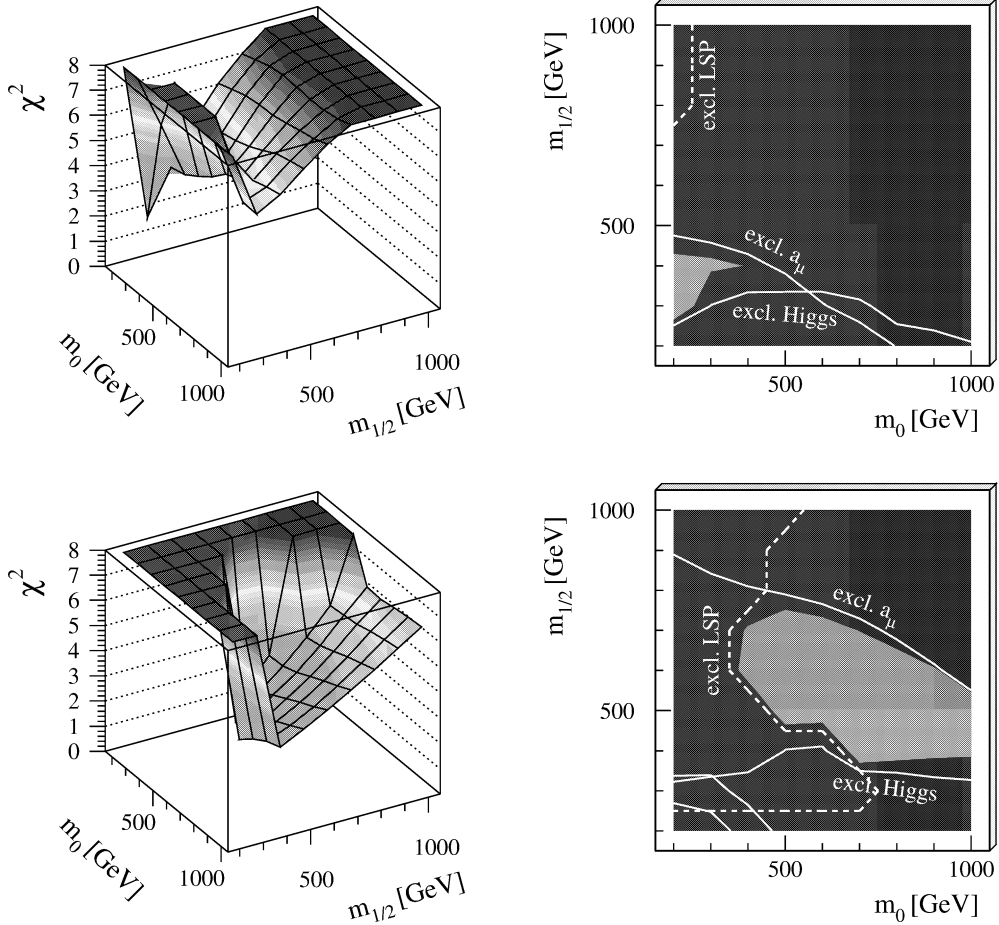 χ²
8
7
6
5
4
3
2
1
0
500
1000
m₀ [GeV]
500
1000
m₁/₂ [GeV]
m₁/₂ [GeV]
1000
500
excl. LSP
excl. aμ
excl. Higgs
500
1000
m₀ [GeV]
χ²
8
7
6
5
4
3
2
1
0
500
1000
m₀ [GeV]
500
1000
m₁/₂ [GeV]
m₁/₂ [GeV]
1000
500
excl. LSP
excl. aμ
excl. Higgs
500
1000
m₀ [GeV]